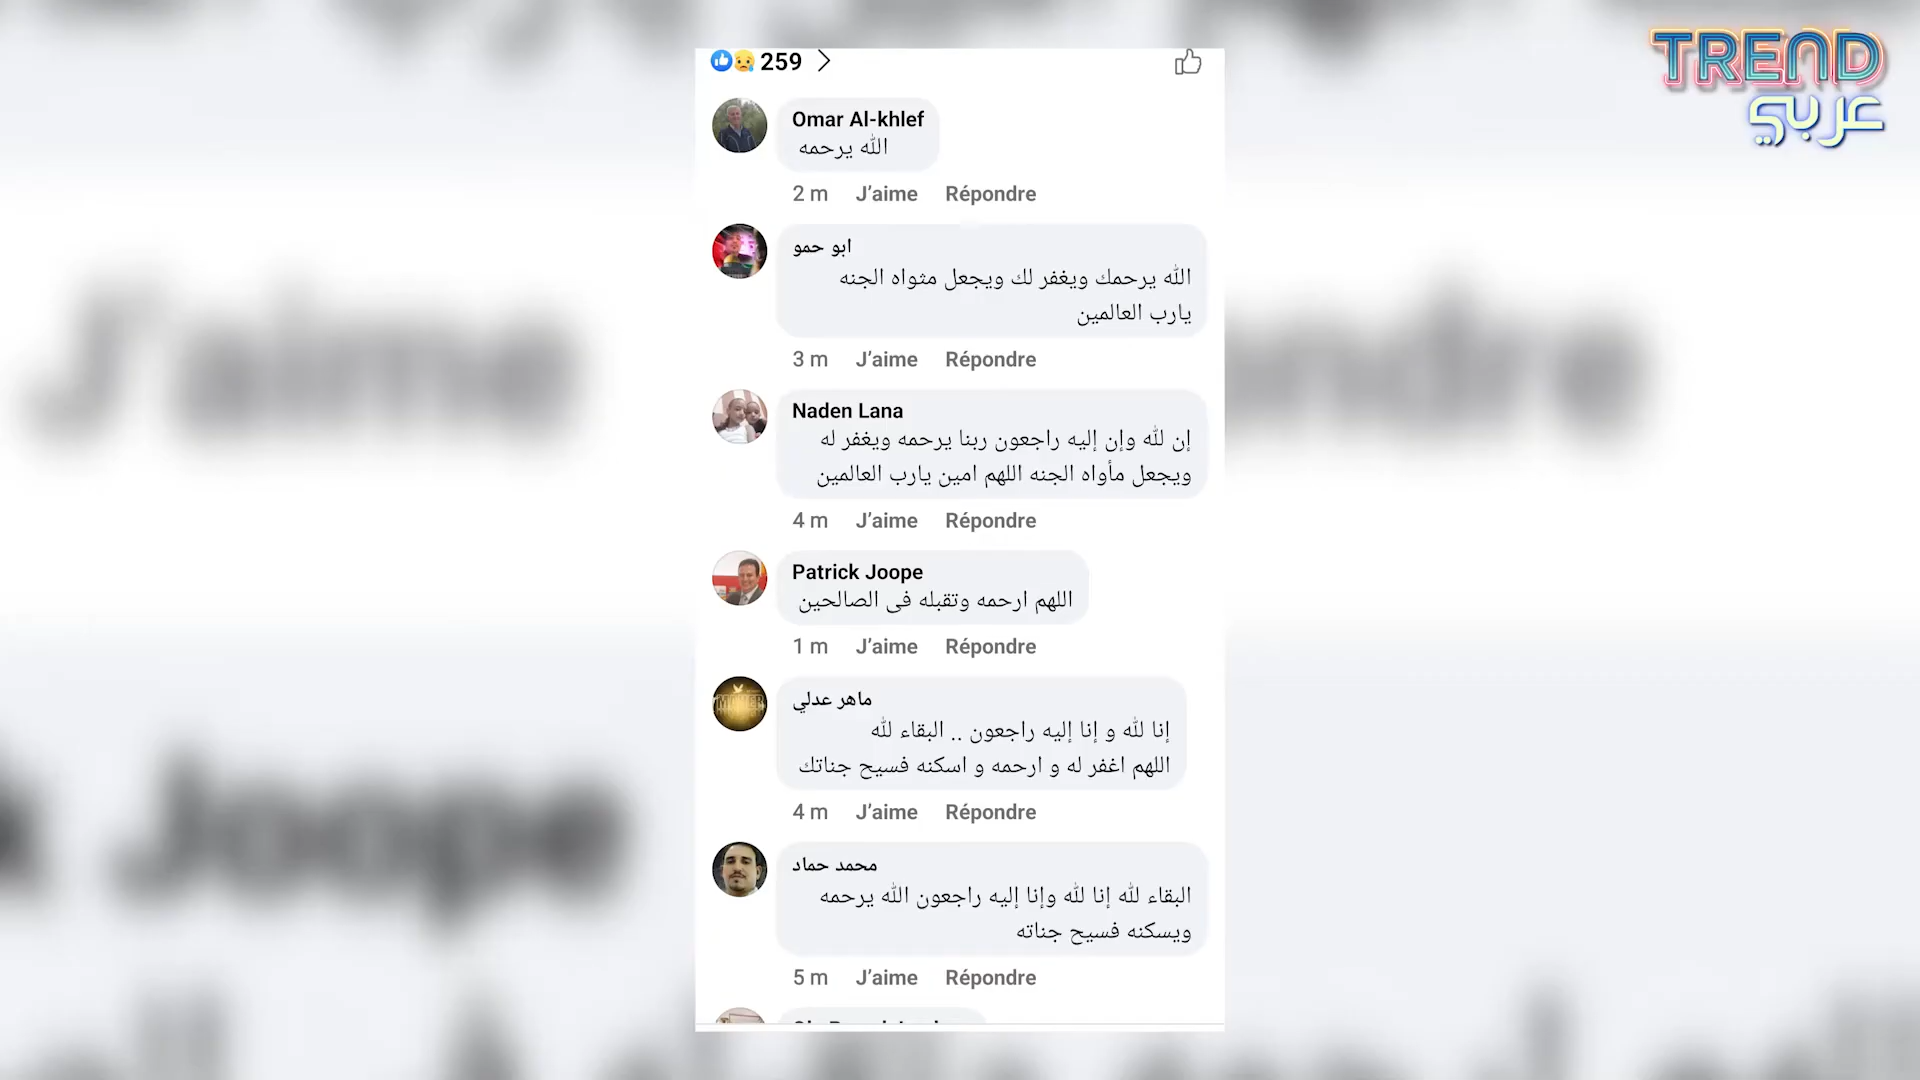 TREND
عربي
259
Omar Al-khlef
الله يرحمه
2 m J'aime Répondre
ابو حمو
الله يرحمك ويغفر لك ويجعل مثواه الجنه
يارب العالمين
3 m J'aime Répondre
Naden Lana
إن لله وإن إليه راجعون ربنا يرحمه ويغفر له
ويجعل مأواه الجنه اللهم امين يارب العالمين
4 m J'aime Répondre
Patrick Joope
اللهم ارحمه وتقبله فى الصالحين
1 m J'aime Répondre
ماهر عدلي
إنا لله و إنا إليه راجعون .. البقاء لله
اللهم اغفر له و ارحمه و اسكنه فسيح جناتك
4 m J'aime Répondre
محمد حماد
البقاء لله إنا لله وإنا إليه راجعون الله يرحمه
ويسكنه فسيح جناته
5 m J'aime Répondre